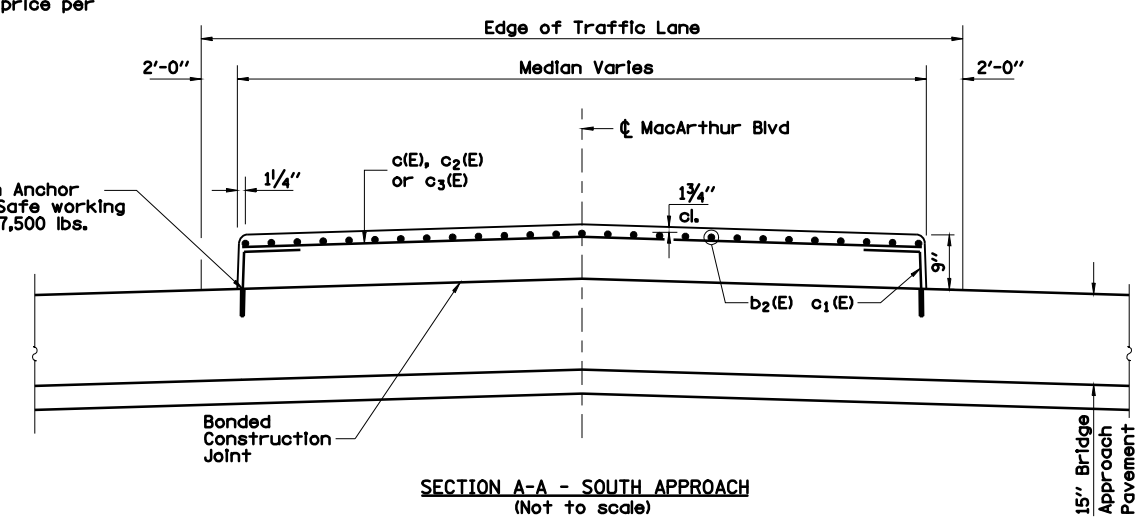 price per
Edge of Traffic Lane
2'-0"
Median Varies
2'-0"
℄ MacArthur Blvd
c(E), c2(E)
or c3(E)
1¼"
1¾"
cl.
Anchor
Safe working
7,500 lbs.
9"
b2(E) c1(E)
Bonded
Construction
Joint
15" Bridge
Approach
Pavement
SECTION A-A - SOUTH APPROACH
(Not to scale)